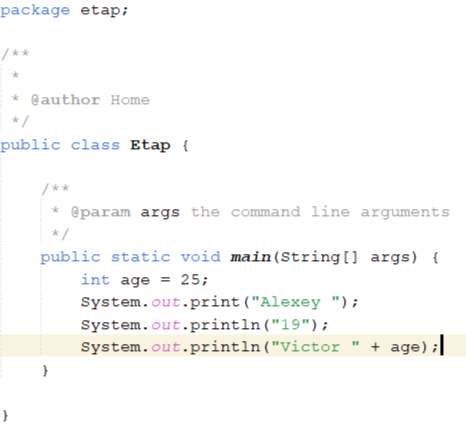 package etap;
/**
 *
 * @author Home
 */
public class Etap {
    /**
     * @param args the command line arguments
     */
    public static void main(String[] args) {
        int age = 25;
        System.out.print("Alexey ");
        System.out.println("19");
        System.out.println("Victor " + age);
    }
}